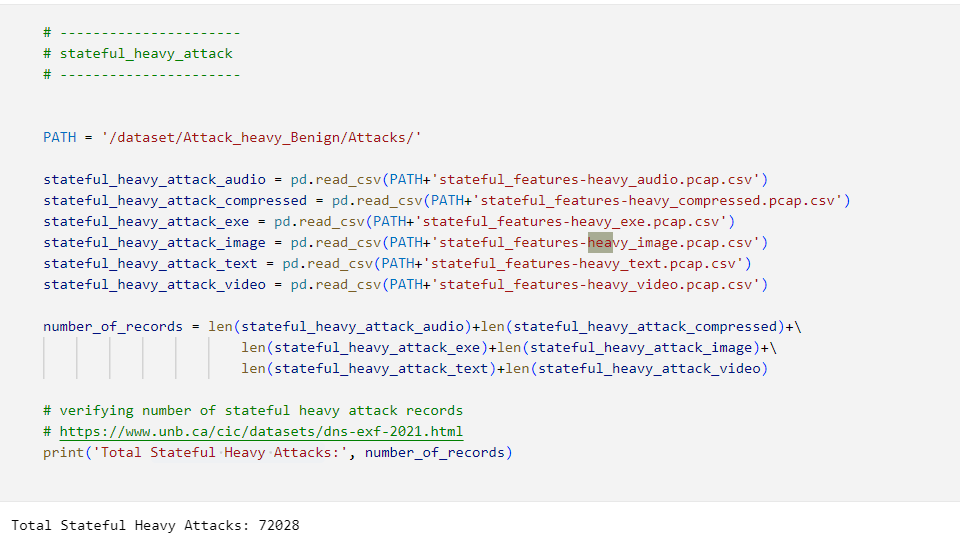 # ----------------------
# stateful_heavy_attack
# ----------------------
PATH = '/dataset/Attack_heavy_Benign/Attacks/'
stateful_heavy_attack_audio = pd.read_csv(PATH+'stateful_features-heavy_audio.pcap.csv')
stateful_heavy_attack_compressed = pd.read_csv(PATH+'stateful_features-heavy_compressed.pcap.csv')
stateful_heavy_attack_exe = pd.read_csv(PATH+'stateful_features-heavy_exe.pcap.csv')
stateful_heavy_attack_image = pd.read_csv(PATH+'stateful_features-heavy_image.pcap.csv')
stateful_heavy_attack_text = pd.read_csv(PATH+'stateful_features-heavy_text.pcap.csv')
stateful_heavy_attack_video = pd.read_csv(PATH+'stateful_features-heavy_video.pcap.csv')
number_of_records = len(stateful_heavy_attack_audio)+len(stateful_heavy_attack_compressed)+\
len(stateful_heavy_attack_exe)+len(stateful_heavy_attack_image)+\
len(stateful_heavy_attack_text)+len(stateful_heavy_attack_video)
# verifying number of stateful heavy attack records
# https://www.unb.ca/cic/datasets/dns-exf-2021.html
print('Total Stateful Heavy Attacks:', number_of_records)
Total Stateful Heavy Attacks: 72028